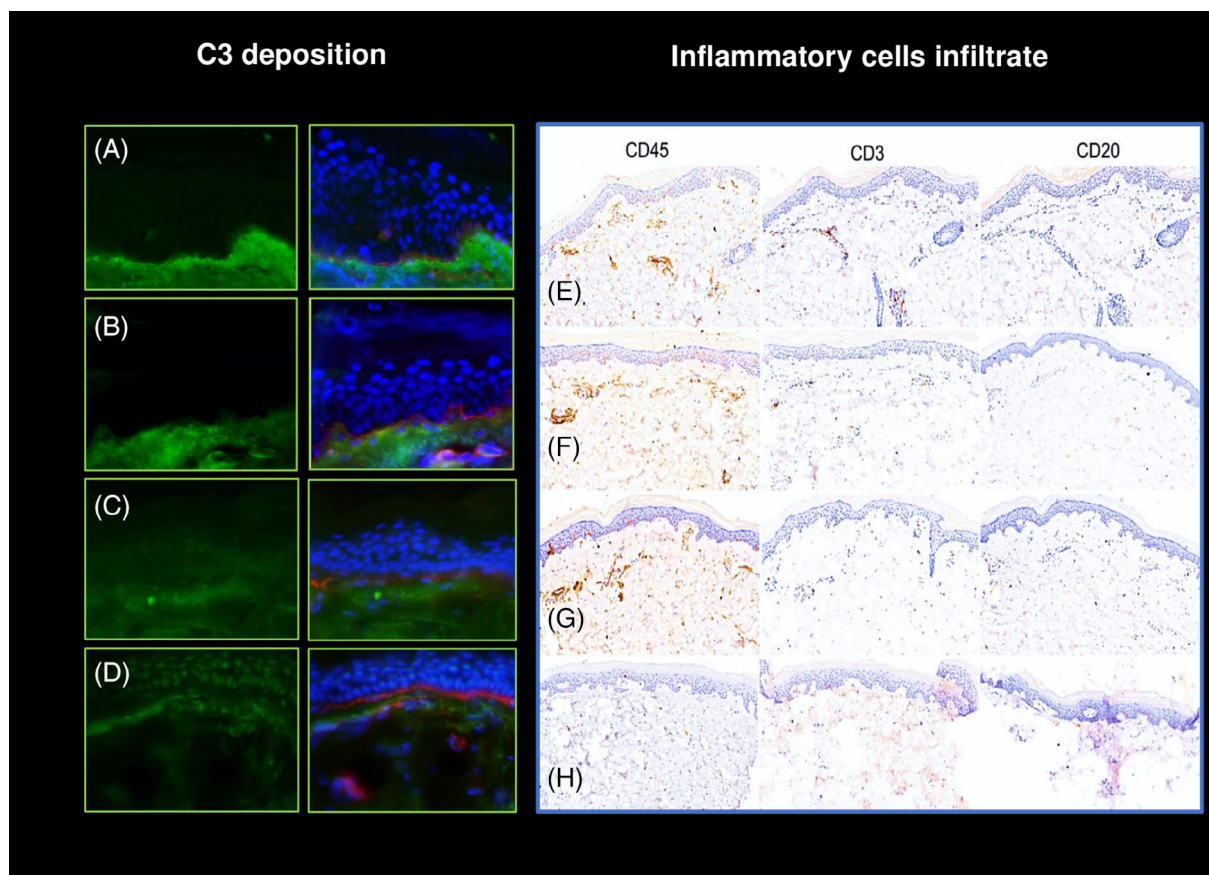 C3 deposition
Inflammatory cells infiltrate
(A)
(B)
(C)
(D)
CD45 CD3 CD20
(E)
(F)
(G)
(H)